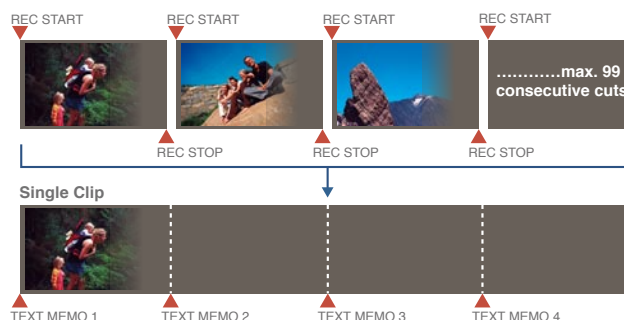 REC START
REC START
REC START
REC START
............max. 99
consecutive cuts
REC STOP
REC STOP
REC STOP
Single Clip
TEXT MEMO 1
TEXT MEMO 2
TEXT MEMO 3
TEXT MEMO 4